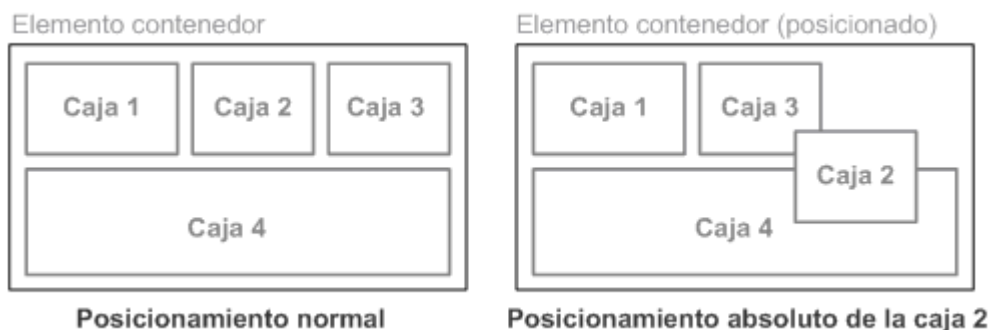 Elemento contenedor
Caja 1
Caja 2
Caja 3
Caja 4
Posicionamiento normal
Elemento contenedor (posicionado)
Caja 1
Caja 3
Caja 2
Caja 4
Posicionamiento absoluto de la caja 2